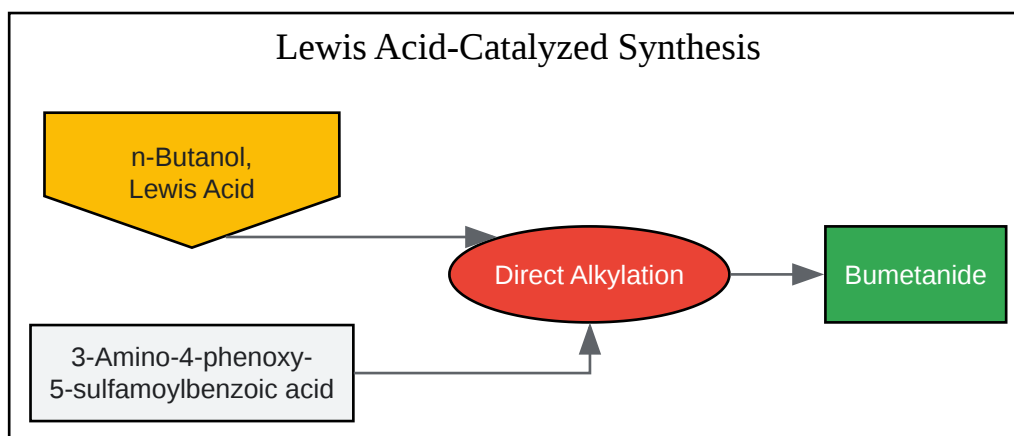 Lewis Acid-Catalyzed Synthesis
n-Butanol,
Lewis Acid
Direct Alkylation
Bumetanide
3-Amino-4-phenoxy-
5-sulfamoylbenzoic acid